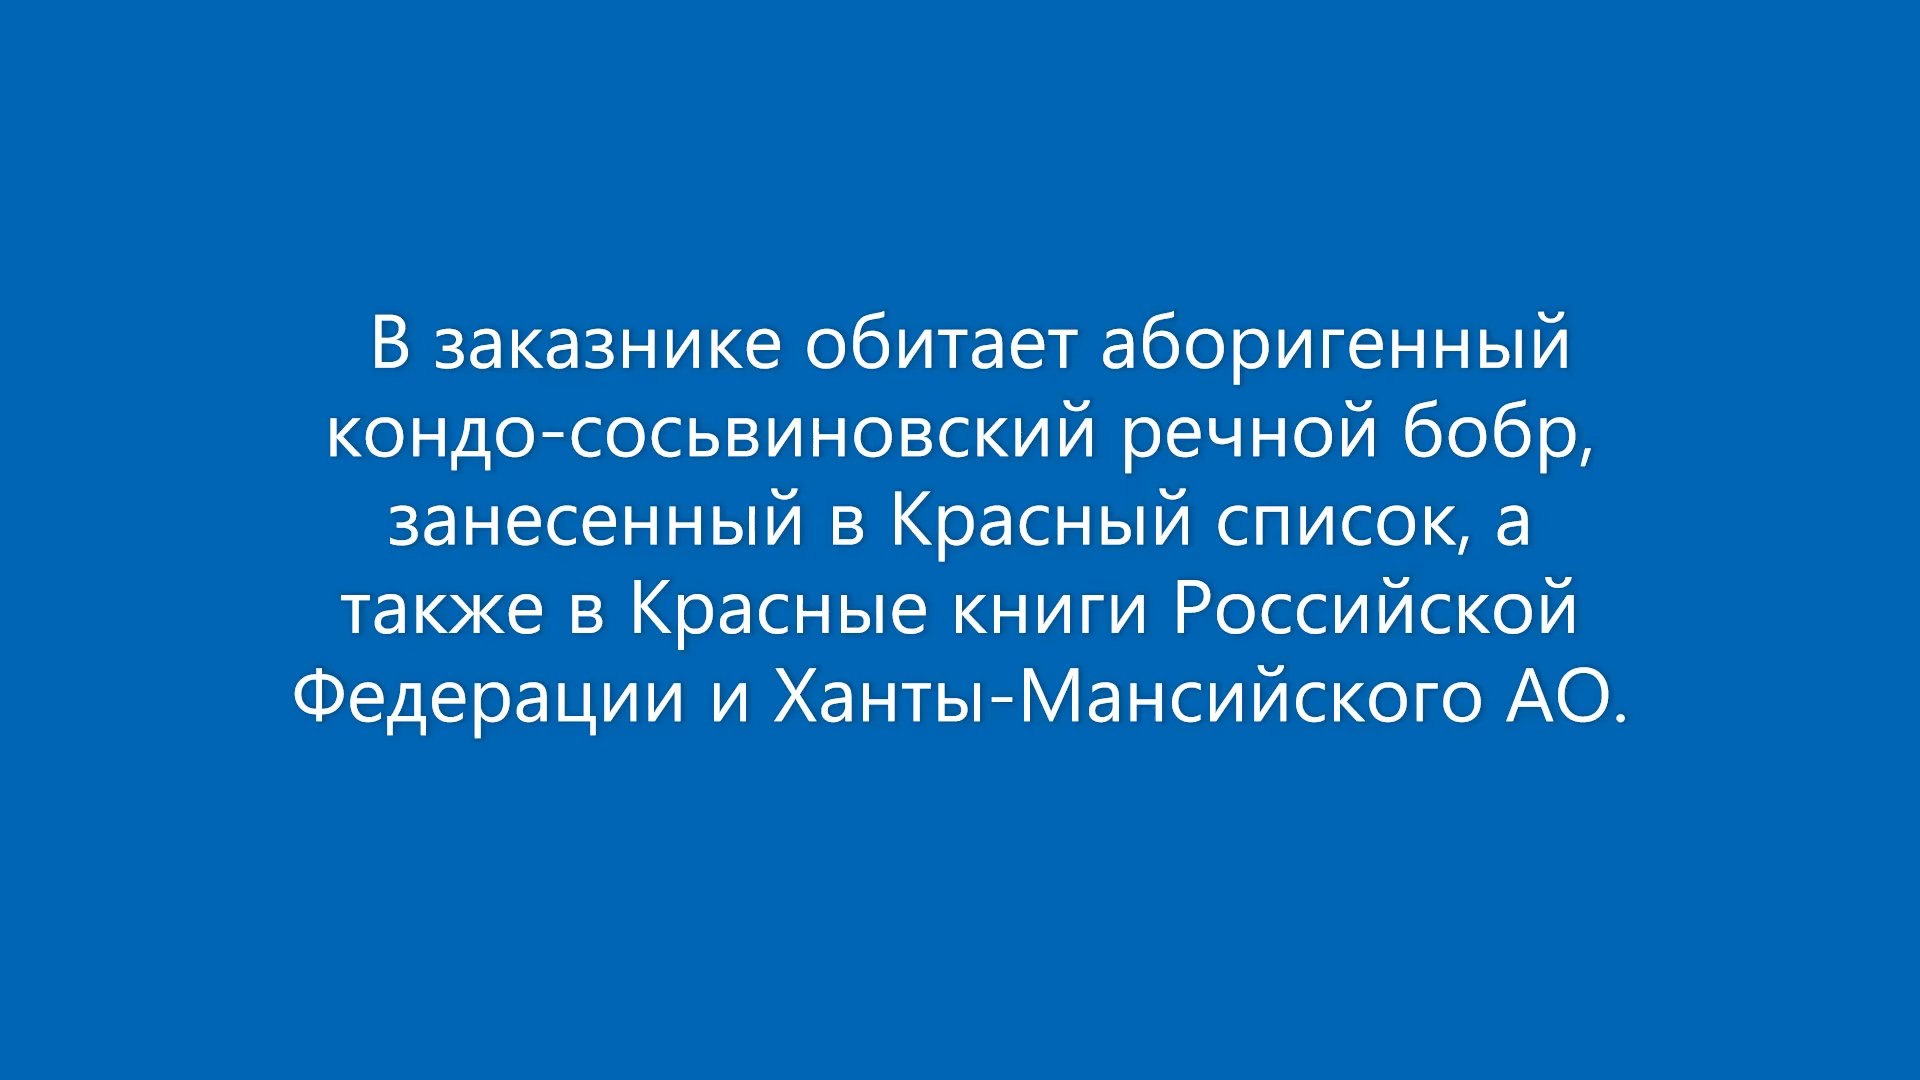 В заказнике обитает аборигенный
кондо-сосьвиновский речной бобр,
занесенный в Красный список, а
также в Красные книги Российской
Федерации и Ханты-Мансийского АО.